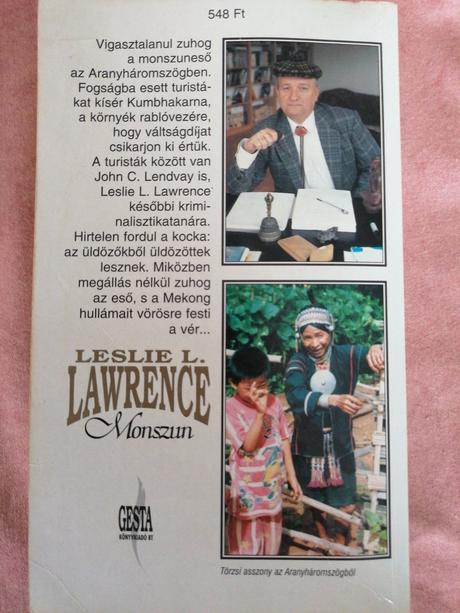 548 Ft
Vigasztalanul zuhog
a monszuneső
az Aranyháromszögben.
Fogságba esett turistá-
kat kísér Kumbhakarna,
a környék rablóvezére,
hogy váltságdíjat
csikarjon ki értük.
A turisták között van
John C. Lendvay is,
Leslie L. Lawrence
későbbi krimi-
nalisztikatanára.
Hirtelen fordul a kocka:
az üldözőkből üldözöttek
lesznek. Miközben
megállás nélkül zuhog
az eső, s a Mekong
hullámait vörösre festi
a vér...
LESLIE L.
LAWRENCE
Monszun
GESTA
KÖNYVKIADÓ BT
Törzsi asszony az Aranyháromszögből